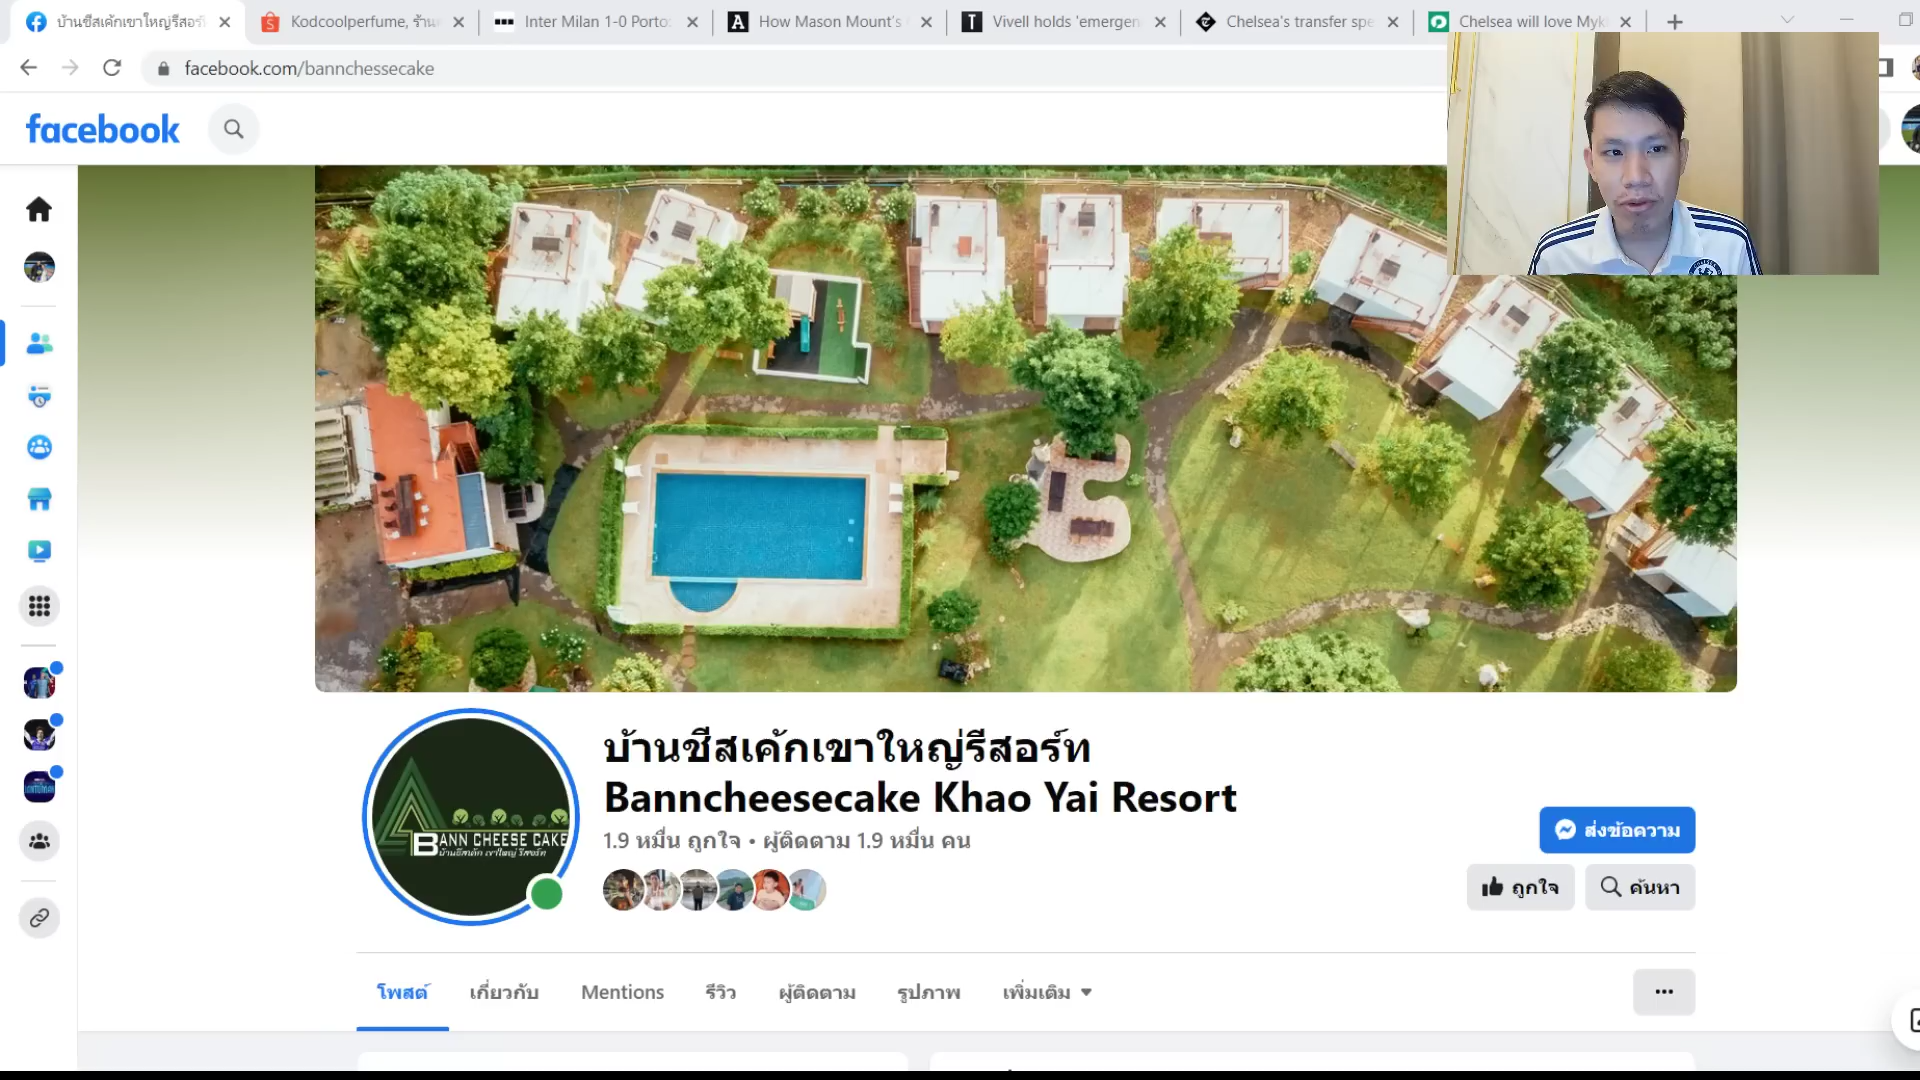 บ้านชีสเค้กเขาใหญ่รีสอร์
Kodcoolperfume, ร้าน
Inter Milan 1-0 Porto:
How Mason Mount's
Vivell holds 'emergen
Chelsea's transfer spe
Chelsea will love Myk
facebook.com/bannchessecake
facebook
BANN CHEESE CAKE
บ้านชีสเค้ก เขาใหญ่ รีสอร์ท
บ้านชีสเค้กเขาใหญ่รีสอร์ท
Banncheesecake Khao Yai Resort
1.9 หมื่น ถูกใจ • ผู้ติดตาม 1.9 หมื่น คน
ส่งข้อความ
ถูกใจ
ค้นหา
โพสต์
เกี่ยวกับ
Mentions
รีวิว
ผู้ติดตาม
รูปภาพ
เพิ่มเติม